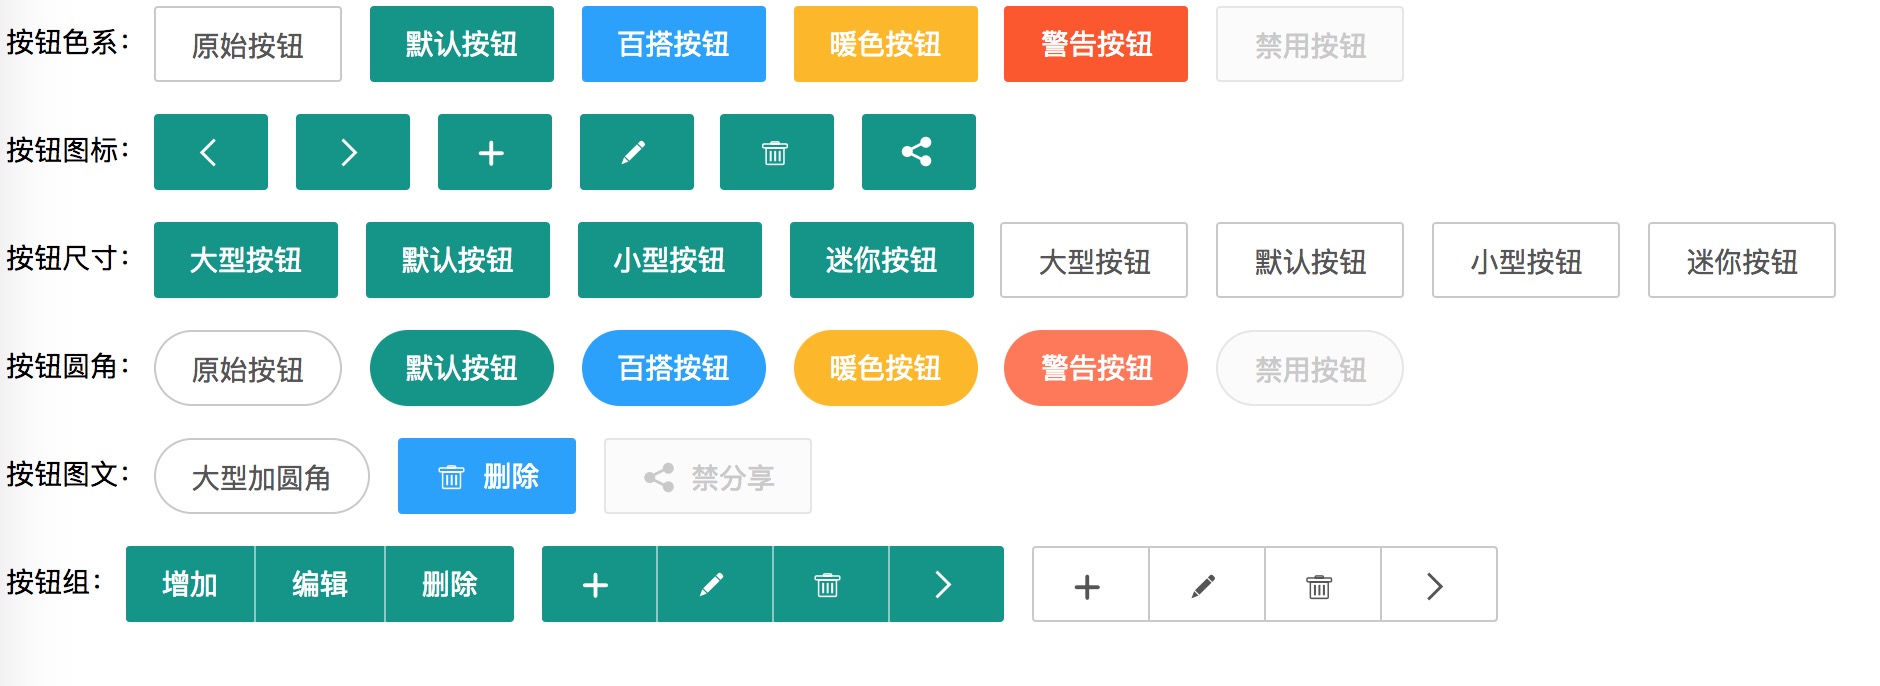 按钮色系： 原始按钮 默认按钮 百搭按钮 暖色按钮 警告按钮 禁用按钮
按钮图标：
按钮尺寸： 大型按钮 默认按钮 小型按钮 迷你按钮 大型按钮 默认按钮 小型按钮 迷你按钮
按钮圆角： 原始按钮 默认按钮 百搭按钮 暖色按钮 警告按钮 禁用按钮
按钮图文： 大型加圆角 删除 禁分享
按钮组： 增加 编辑 删除